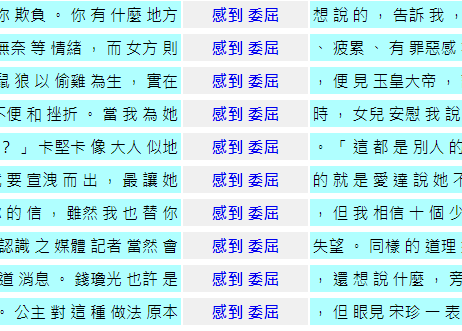 你 欺負 。 你 有 什麼 地方 感到 委屈 想 說 的 ， 告訴 我 ，
無奈 等 情緒 ， 而 女方 則 感到 委屈 、 疲累 、 有 罪惡感
鼠 狼 以 偷雞 為生 ， 實在 感到 委屈 ， 便 見 玉皇大帝 ，
不便 和 挫折 。 當 我 為 她 感到 委屈 時 ， 女兒 安慰 我 說
？ 」 卡堅卡 像 大人 似地 感到 委屈 。 「 這 都 是 別人 的
要 宣洩 而 出 ， 最 讓 她 感到 委屈 的 就 是 愛 達 說 她 不
的 信 ， 雖然 我 也 替 你 感到 委屈 ， 但 我 相信 十 個 少
認識 之 媒體 記者 當然 會 感到 委屈 失望 。 同樣 的 道理
道 消息 。 錢瓊光 也許 是 感到 委屈 ， 還 想 說 什麼 ， 旁
。 公主 對 這 種 做法 原本 感到 委屈 ， 但 眼見 宋珍 一 表